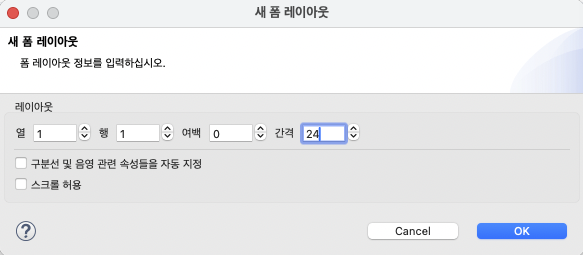 새 폼 레이아웃
새 폼 레이아웃
폼 레이아웃 정보를 입력하십시오.
레이아웃
열 1 행 1 여백 0 간격 24
구분선 및 음영 관련 속성들을 자동 지정
스크롤 허용
? Cancel OK